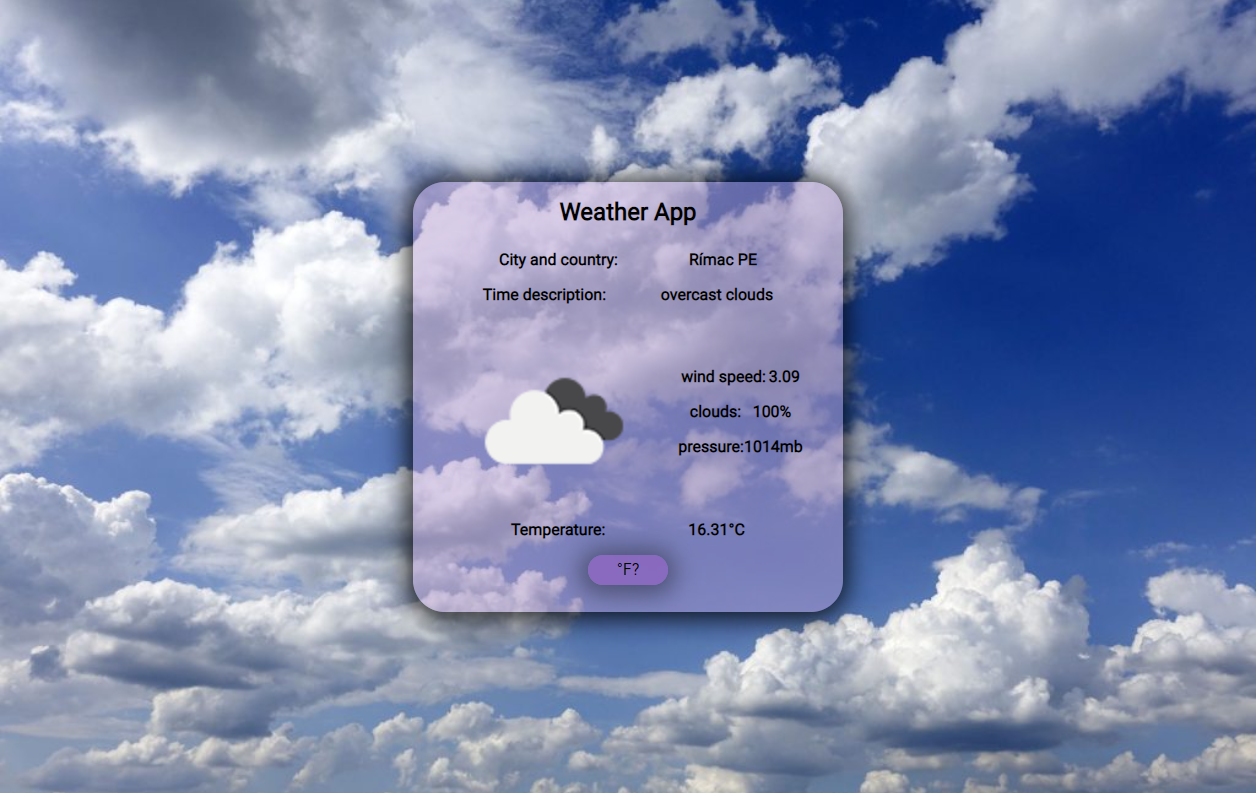 Weather App
City and country: Rímac PE
Time description: overcast clouds
wind speed: 3.09
clouds: 100%
pressure:1014mb
Temperature: 16.31°C
°F?